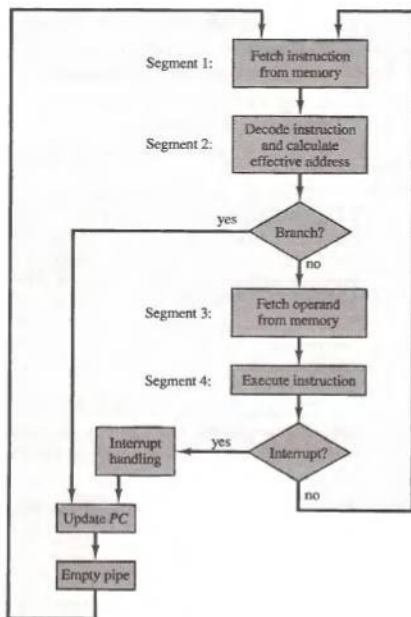 Segment 1:
Fetch instruction
from memory
Segment 2:
Decode instruction
and calculate
effective address
yes
Branch?
no
Segment 3:
Fetch operand
from memory
Segment 4:
Execute instruction
Interrupt
handling
yes
Interrupt?
no
Update PC
Empty pipe